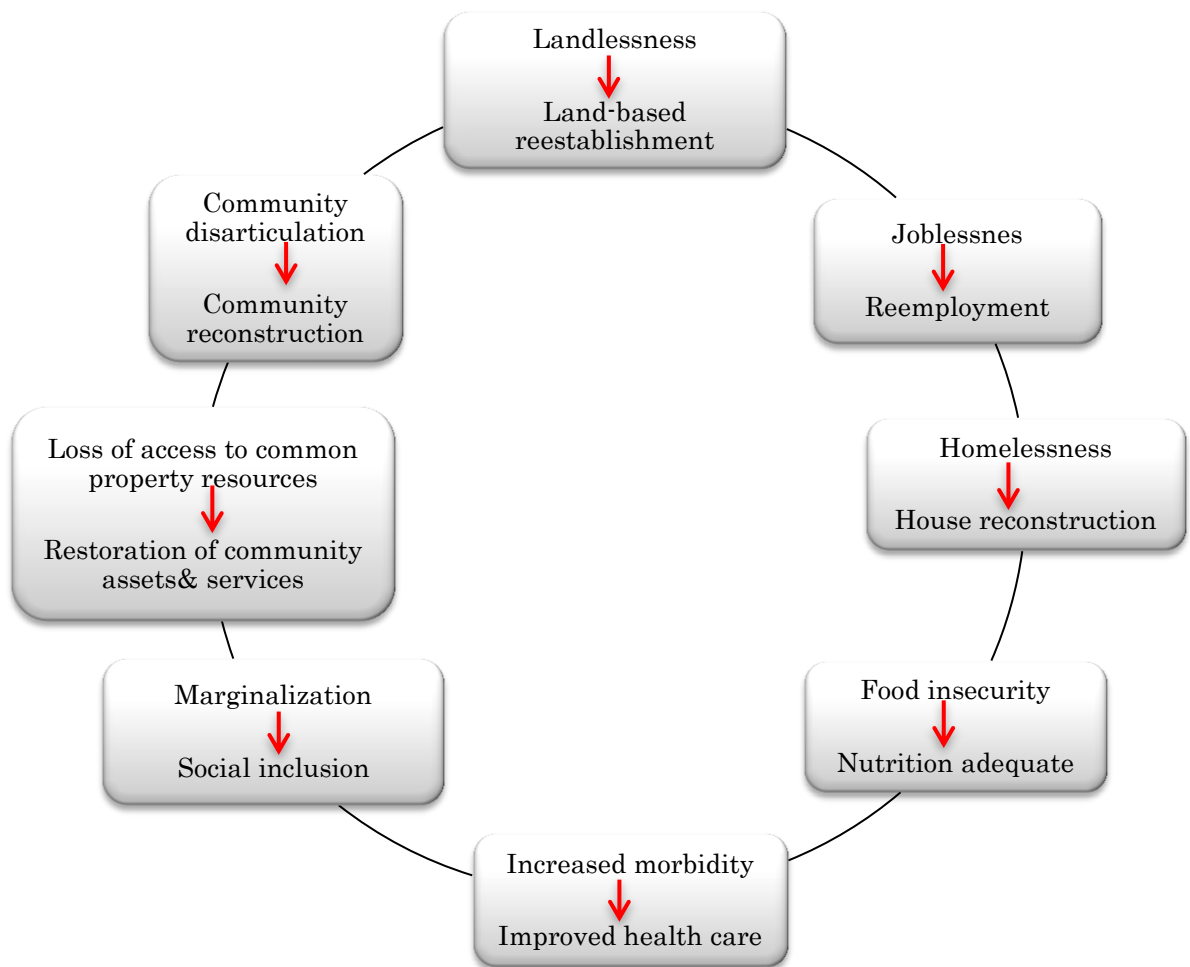 Landlessness
Land-based
reestablishment
Joblessnes
Reemployment
Homelessness
House reconstruction
Food insecurity
Nutrition adequate
Increased morbidity
Improved health care
Marginalization
Social inclusion
Loss of access to common
property resources
Restoration of community
assets& services
Community
disarticulation
Community
reconstruction